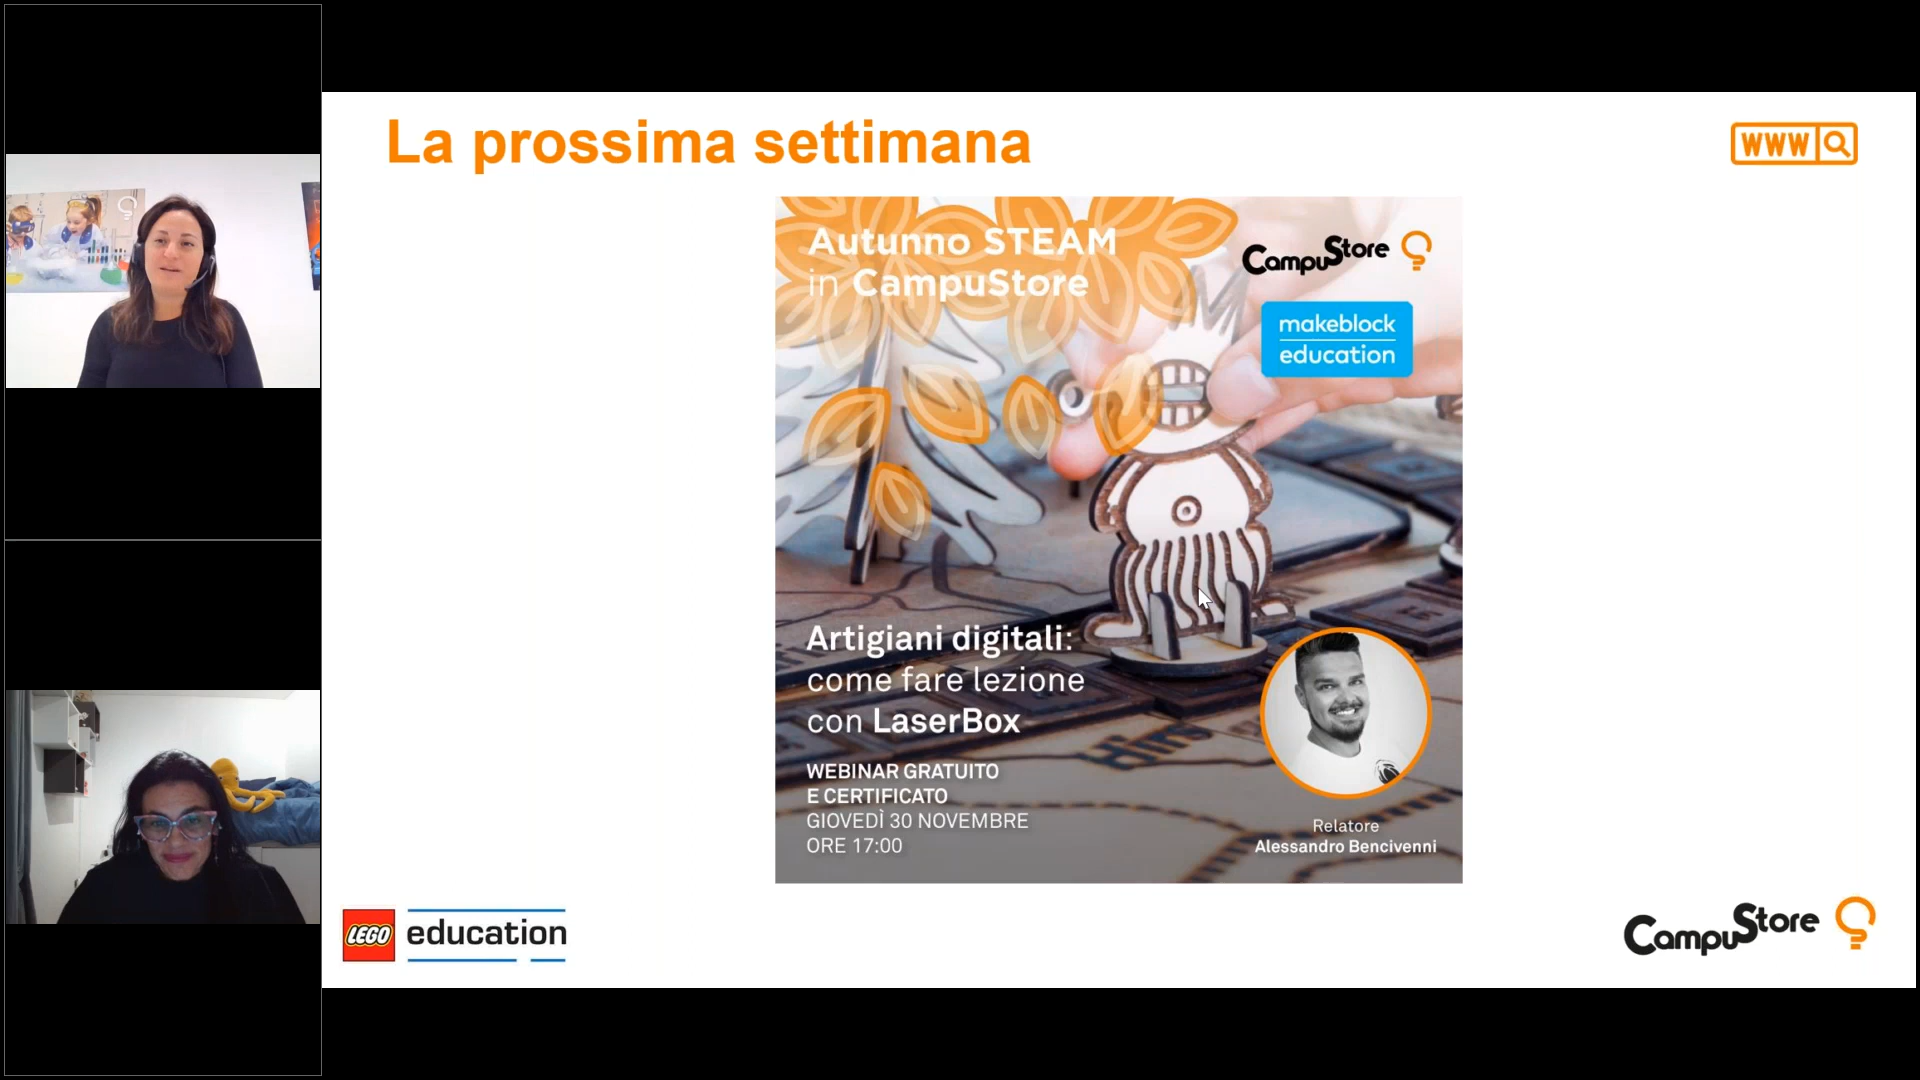 La prossima settimana
WWW
Autunno STEAM
in CampuStore
CampuStore
makeblock
education
Artigiani digitali:
come fare lezione
con LaserBox
WEBINAR GRATUITO
E CERTIFICATO
GIOVEDÌ 30 NOVEMBRE
ORE 17:00
Relatore
Alessandro Bencivenni
LEGO education
CampuStore